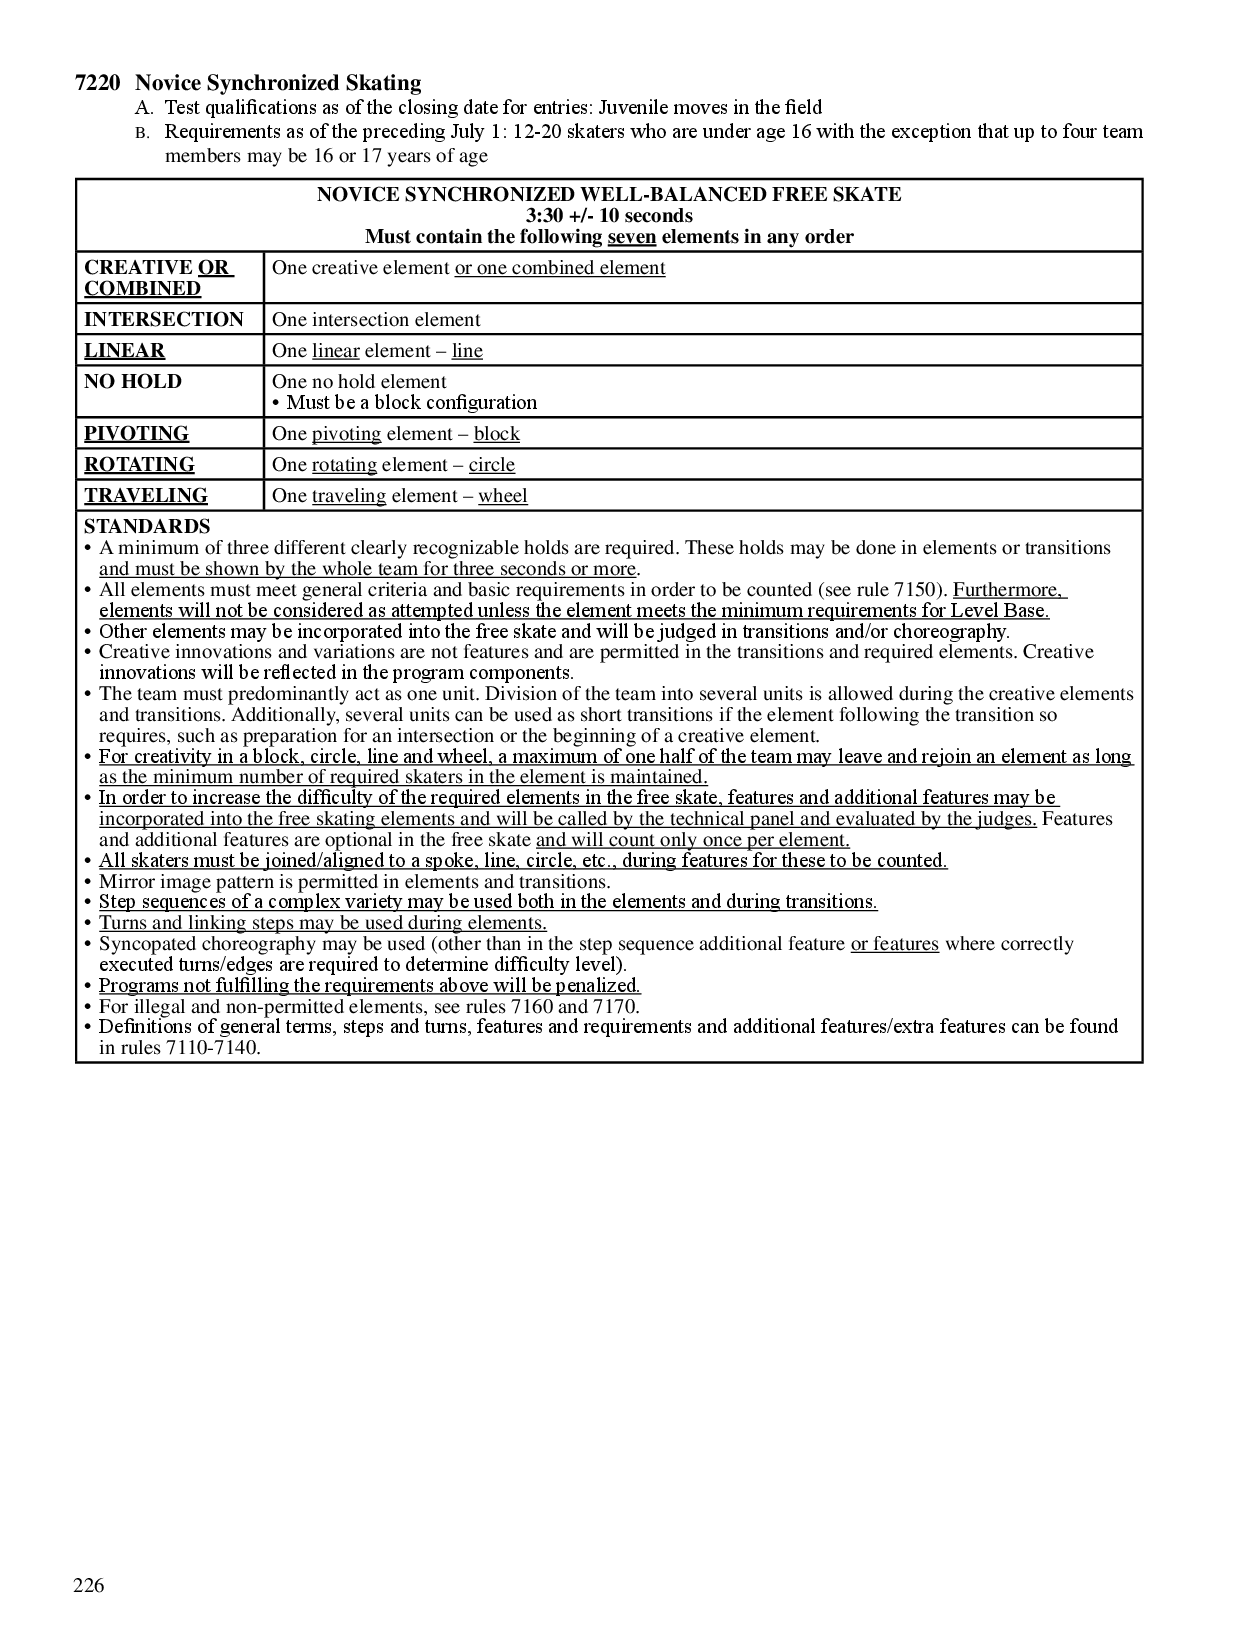 7220 Novice Synchronized Skating
A. Test qualifications as of the closing date for entries: Juvenile moves in the field
B. Requirements as of the preceding July 1: 12-20 skaters who are under age 16 with the exception that up to four team
members may be 16 or 17 years of age
NOVICE SYNCHRONIZED WELL-BALANCED FREE SKATE
3:30 +/- 10 seconds
Must contain the following seven elements in any order
CREATIVE OR
COMBINED
One creative element or one combined element
INTERSECTION
One intersection element
LINEAR
One linear element – line
NO HOLD
One no hold element
• Must be a block configuration
PIVOTING
One pivoting element – block
ROTATING
One rotating element – circle
TRAVELING
One traveling element – wheel
STANDARDS
• A minimum of three different clearly recognizable holds are required. These holds may be done in elements or transitions
and must be shown by the whole team for three seconds or more.
• All elements must meet general criteria and basic requirements in order to be counted (see rule 7150). Furthermore,
elements will not be considered as attempted unless the element meets the minimum requirements for Level Base.
• Other elements may be incorporated into the free skate and will be judged in transitions and/or choreography.
• Creative innovations and variations are not features and are permitted in the transitions and required elements. Creative
innovations will be reflected in the program components.
• The team must predominantly act as one unit. Division of the team into several units is allowed during the creative elements
and transitions. Additionally, several units can be used as short transitions if the element following the transition so
requires, such as preparation for an intersection or the beginning of a creative element.
• For creativity in a block, circle, line and wheel, a maximum of one half of the team may leave and rejoin an element as long
as the minimum number of required skaters in the element is maintained.
• In order to increase the difficulty of the required elements in the free skate, features and additional features may be
incorporated into the free skating elements and will be called by the technical panel and evaluated by the judges. Features
and additional features are optional in the free skate and will count only once per element.
• All skaters must be joined/aligned to a spoke, line, circle, etc., during features for these to be counted.
• Mirror image pattern is permitted in elements and transitions.
• Step sequences of a complex variety may be used both in the elements and during transitions.
• Turns and linking steps may be used during elements.
• Syncopated choreography may be used (other than in the step sequence additional feature or features where correctly
executed turns/edges are required to determine difficulty level).
• Programs not fulfilling the requirements above will be penalized.
• For illegal and non-permitted elements, see rules 7160 and 7170.
• Definitions of general terms, steps and turns, features and requirements and additional features/extra features can be found
in rules 7110-7140.
226